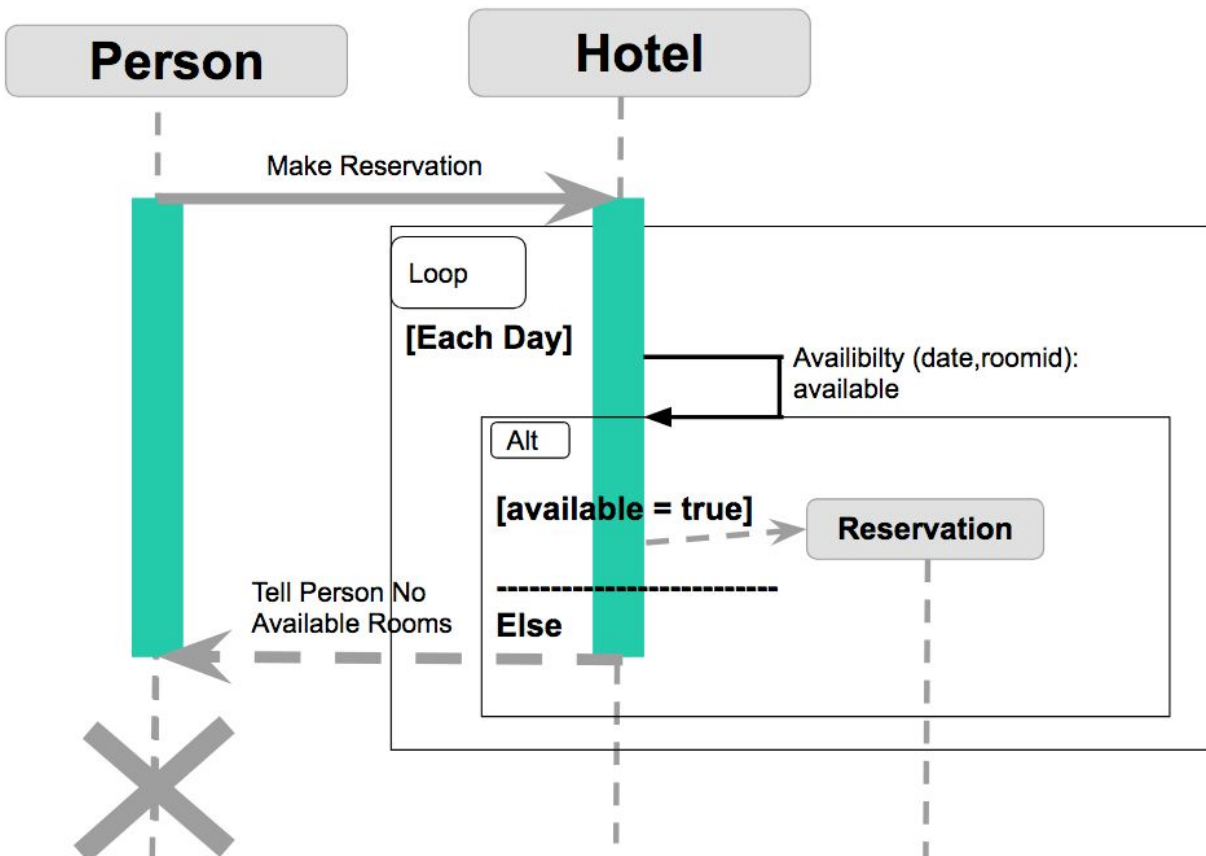 Person
Hotel
Make Reservation
Loop
[Each Day]
Availibilty (date,roomid):
available
Alt
[available = true]
Reservation
Tell Person No
Available Rooms
Else